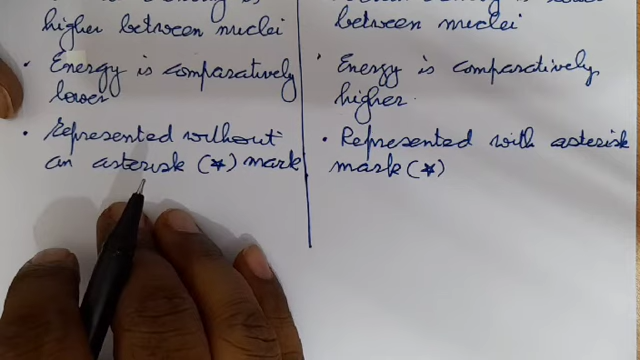 higher between nuclei
between nuclei
• Energy is comparatively
lower
• Energy is comparatively
higher.
• Represented without
an asterisk (*) mark
• Represented with asterisk
mark (*)